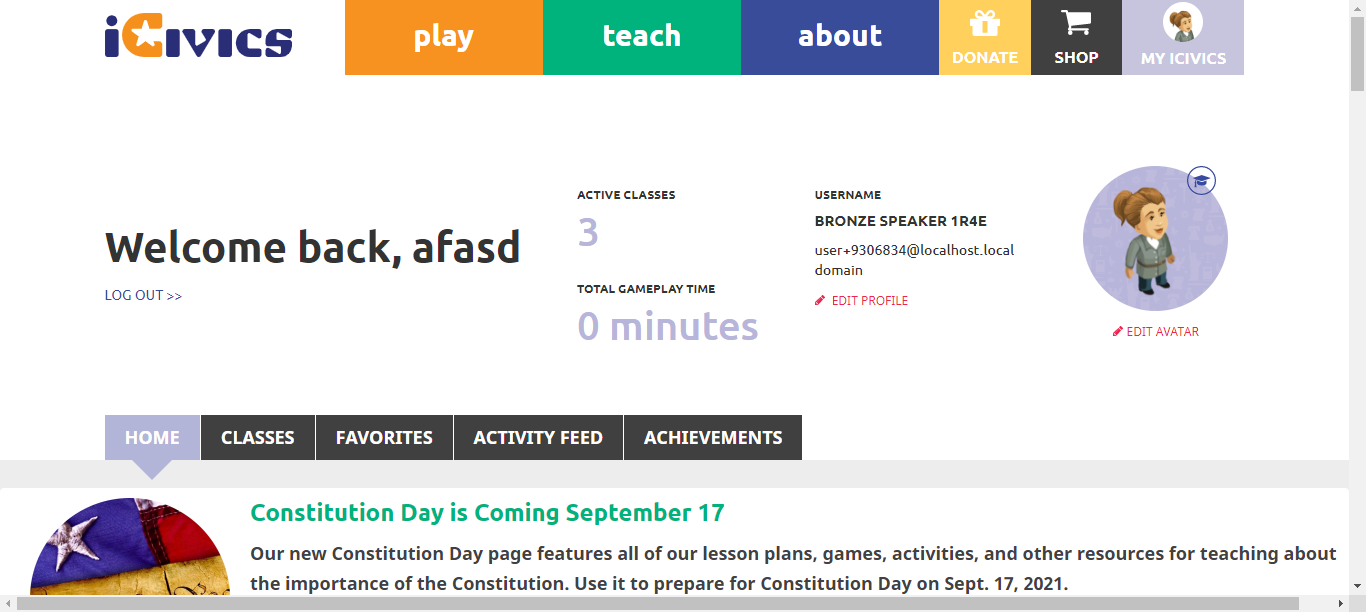 iCivics
play
teach
about
DONATE
SHOP
MY ICIVICS
Welcome back, afasd
LOG OUT >>
ACTIVE CLASSES
3
TOTAL GAMEPLAY TIME
0 minutes
USERNAME
BRONZE SPEAKER 1R4E
user+9306834@localhost.local
domain
EDIT PROFILE
EDIT AVATAR
HOME
CLASSES
FAVORITES
ACTIVITY FEED
ACHIEVEMENTS
Constitution Day is Coming September 17
Our new Constitution Day page features all of our lesson plans, games, activities, and other resources for teaching about
the importance of the Constitution. Use it to prepare for Constitution Day on Sept. 17, 2021.